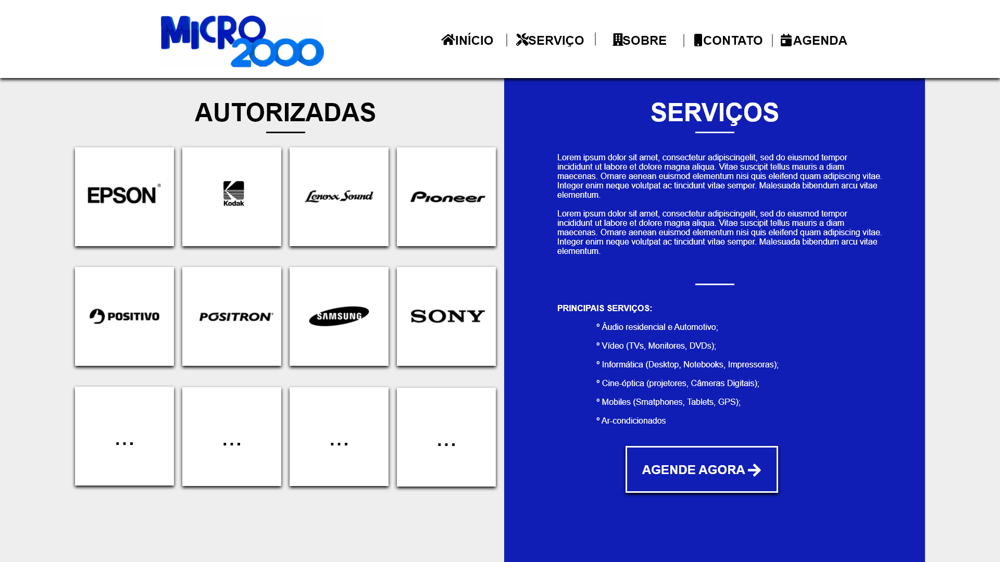 MICRO
2000
INÍCIO | SERVIÇO | SOBRE | CONTATO | AGENDA
AUTORIZADAS
EPSON®
Kodak
Lenoxx Sound
Pioneer
POSITIVO
PÓSITRON®
SAMSUNG
SONY
...
...
...
...
SERVIÇOS
Lorem ipsum dolor sit amet, consectetur adipiscingelit, sed do eiusmod tempor
incididunt ut labore et dolore magna aliqua. Vitae suscipit tellus mauris a diam
maecenas. Ornare aenean euismod elementum nisi quis eleifend quam adipiscing vitae.
Integer enim neque volutpat ac tincidunt vitae semper. Malesuada bibendum arcu vitae
elementum.
Lorem ipsum dolor sit amet, consectetur adipiscingelit, sed do eiusmod tempor
incididunt ut labore et dolore magna aliqua. Vitae suscipit tellus mauris a diam
maecenas. Ornare aenean euismod elementum nisi quis eleifend quam adipiscing vitae.
Integer enim neque volutpat ac tincidunt vitae semper. Malesuada bibendum arcu vitae
elementum.
PRINCIPAIS SERVIÇOS:
º Áudio residencial e Automotivo;
º Vídeo (TVs, Monitores, DVDs);
º Informática (Desktop, Notebooks, Impressoras);
º Cine-óptica (projetores, Câmeras Digitais);
º Mobiles (Smatphones, Tablets, GPS);
º Ar-condicionados
AGENDE AGORA